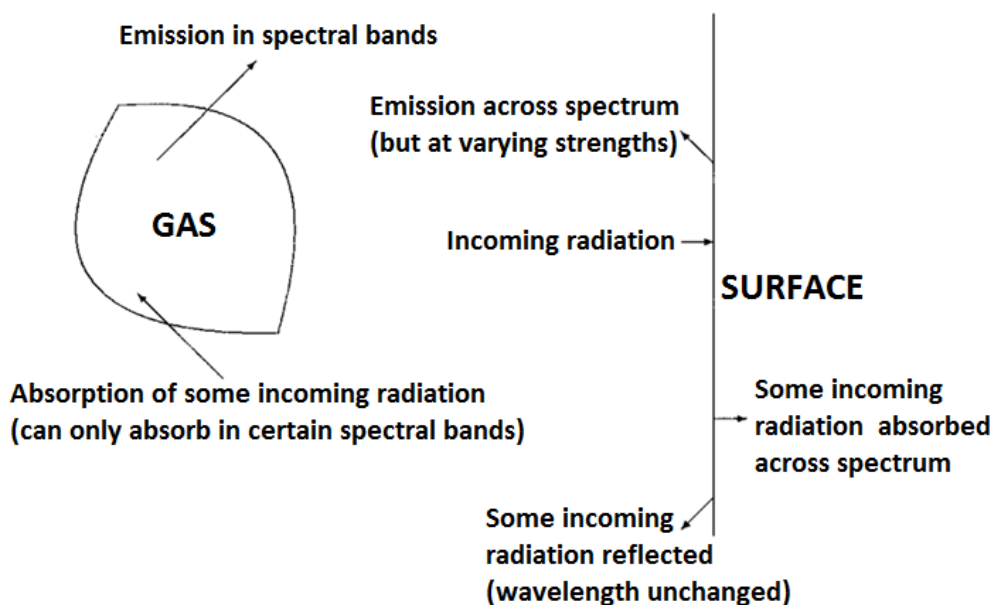 Emission in spectral bands
GAS
Absorption of some incoming radiation
(can only absorb in certain spectral bands)
Emission across spectrum
(but at varying strengths)
Incoming radiation
SURFACE
Some incoming
radiation absorbed
across spectrum
Some incoming
radiation reflected
(wavelength unchanged)